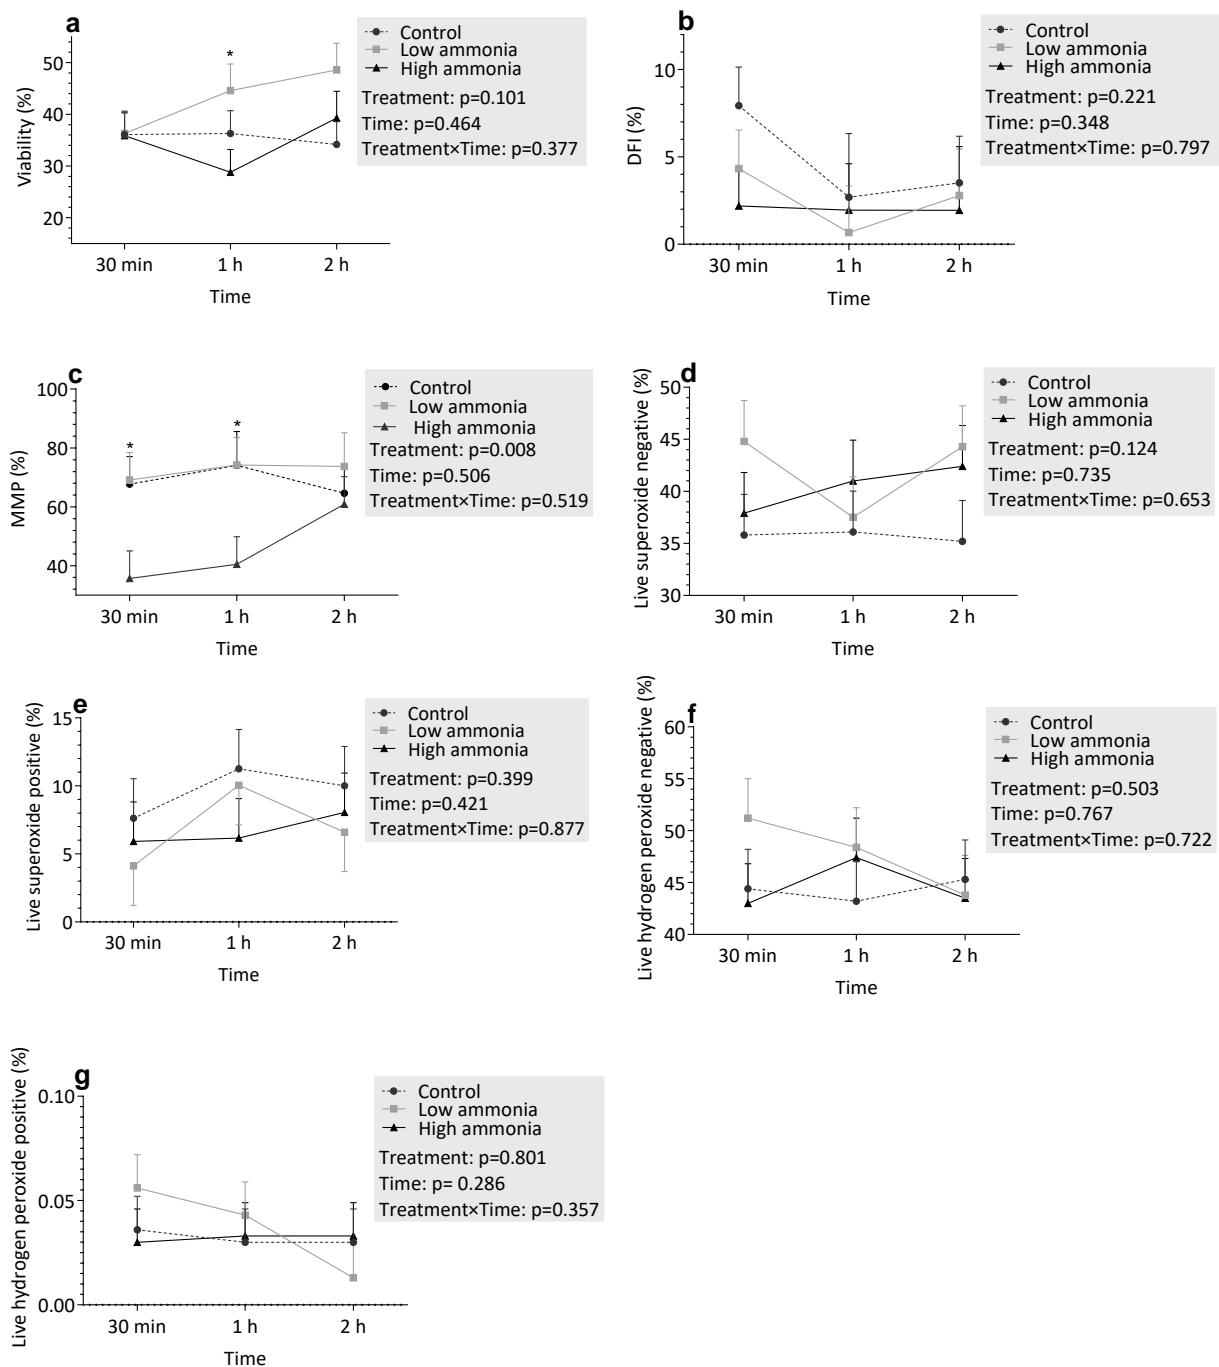 a
Viability (%)
50
40
30
20
30 min 1 h 2 h
Time
*
Control
Low ammonia
High ammonia
Treatment: p=0.101
Time: p=0.464
Treatment×Time: p=0.377
b
DFI (%)
10
5
0
30 min 1 h 2 h
Time
Control
Low ammonia
High ammonia
Treatment: p=0.221
Time: p=0.348
Treatment×Time: p=0.797
c
MMP (%)
100
80
60
40
30 min 1 h 2 h
Time
* *
Control
Low ammonia
High ammonia
Treatment: p=0.008
Time: p=0.506
Treatment×Time: p=0.519
d
Live superoxide negative (%)
50
45
40
35
30
30 min 1 h 2 h
Time
Control
Low ammonia
High ammonia
Treatment: p=0.124
Time: p=0.735
Treatment×Time: p=0.653
e
Live superoxide positive (%)
15
10
5
0
30 min 1 h 2 h
Time
Control
Low ammonia
High ammonia
Treatment: p=0.399
Time: p=0.421
Treatment×Time: p=0.877
f
Live hydrogen peroxide negative (%)
60
55
50
45
40
30 min 1 h 2 h
Time
Control
Low ammonia
High ammonia
Treatment: p=0.503
Time: p=0.767
Treatment×Time: p=0.722
g
Live hydrogen peroxide positive (%)
0.10
0.05
0.00
30 min 1 h 2 h
Time
Control
Low ammonia
High ammonia
Treatment: p=0.801
Time: p= 0.286
Treatment×Time: p=0.357